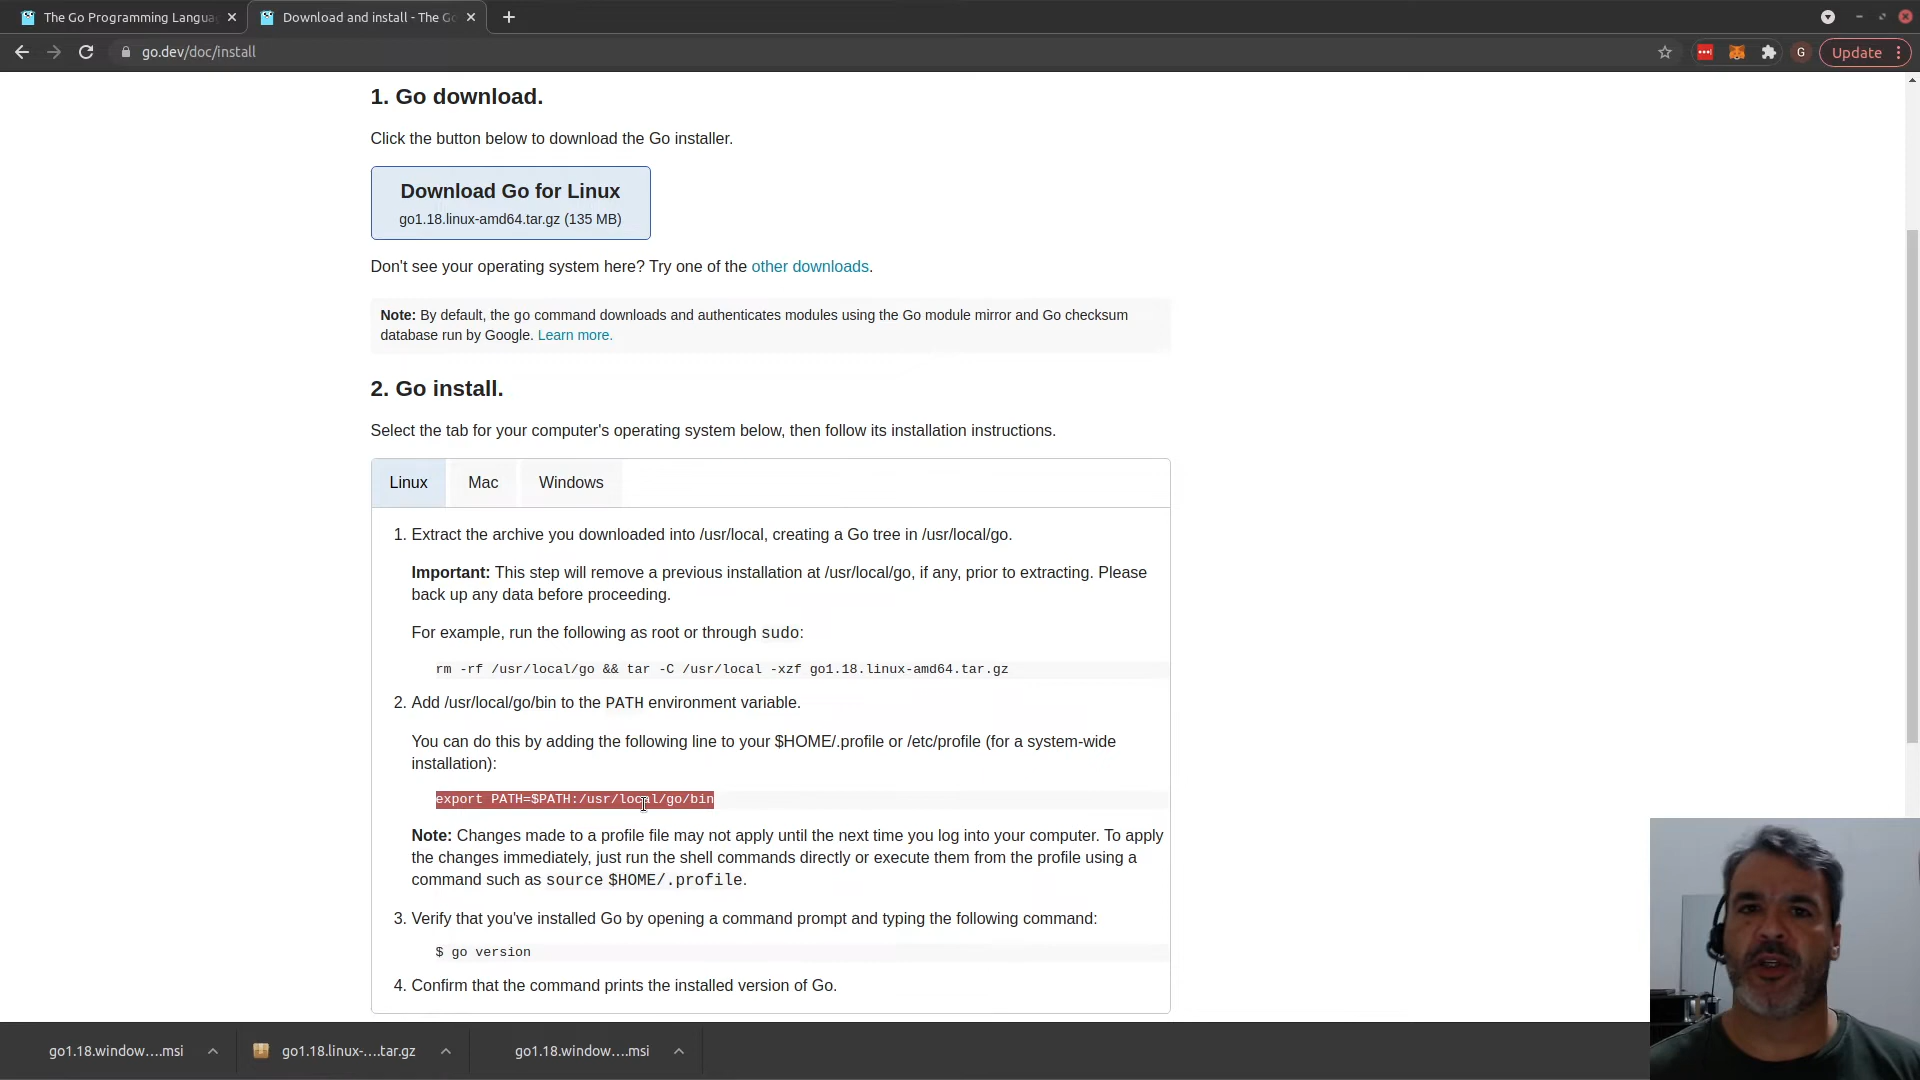 The Go Programming Langua
Download and install - The Go
go.dev/doc/install
G
Update
1. Go download.
Click the button below to download the Go installer.
Download Go for Linux
go1.18.linux-amd64.tar.gz (135 MB)
Don't see your operating system here? Try one of the other downloads.
Note: By default, the go command downloads and authenticates modules using the Go module mirror and Go checksum
database run by Google. Learn more.
2. Go install.
Select the tab for your computer's operating system below, then follow its installation instructions.
Linux Mac Windows
1. Extract the archive you downloaded into /usr/local, creating a Go tree in /usr/local/go.
Important: This step will remove a previous installation at /usr/local/go, if any, prior to extracting. Please
back up any data before proceeding.
For example, run the following as root or through sudo:
rm -rf /usr/local/go && tar -C /usr/local -xzf go1.18.linux-amd64.tar.gz
2. Add /usr/local/go/bin to the PATH environment variable.
You can do this by adding the following line to your $HOME/.profile or /etc/profile (for a system-wide
installation):
export PATH=$PATH:/usr/local/go/bin
Note: Changes made to a profile file may not apply until the next time you log into your computer. To apply
the changes immediately, just run the shell commands directly or execute them from the profile using a
command such as source $HOME/.profile.
3. Verify that you've installed Go by opening a command prompt and typing the following command:
$ go version
4. Confirm that the command prints the installed version of Go.
go1.18.window....msi
go1.18.linux-....tar.gz
go1.18.window....msi